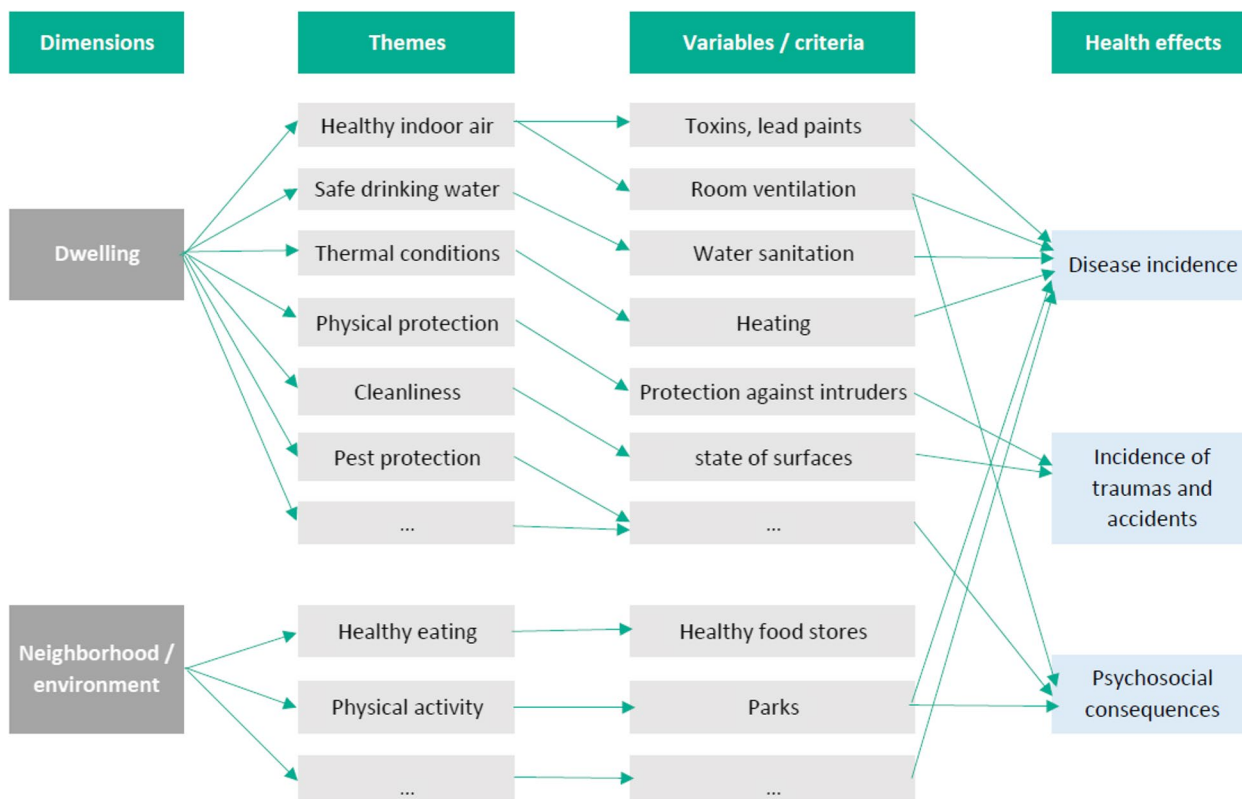 Dimensions
Themes
Variables / criteria
Health effects
Healthy indoor air
Toxins, lead paints
Safe drinking water
Room ventilation
Dwelling
Thermal conditions
Water sanitation
Disease incidence
Physical protection
Heating
Cleanliness
Protection against intruders
Pest protection
state of surfaces
Incidence of
traumas and
accidents
...
...
Neighborhood /
environment
Healthy eating
Healthy food stores
Physical activity
Parks
Psychosocial
consequences
...
...